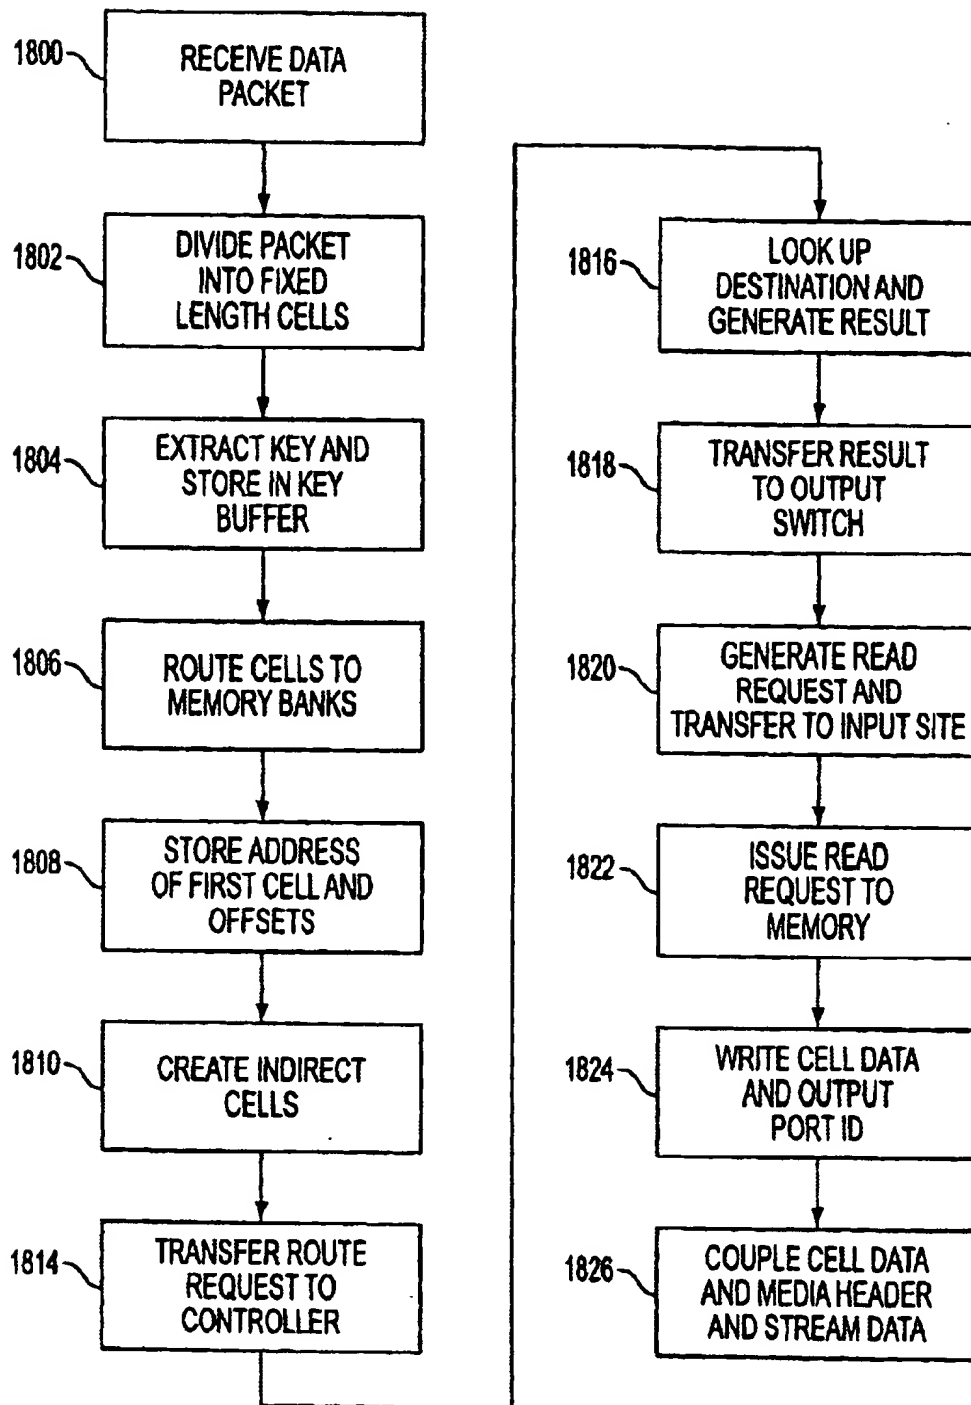 1800
RECEIVE DATA
PACKET
1802
DIVIDE PACKET
INTO FIXED
LENGTH CELLS
1804
EXTRACT KEY AND
STORE IN KEY
BUFFER
1806
ROUTE CELLS TO
MEMORY BANKS
1808
STORE ADDRESS
OF FIRST CELL AND
OFFSETS
1810
CREATE INDIRECT
CELLS
1814
TRANSFER ROUTE
REQUEST TO
CONTROLLER
1816
LOOK UP
DESTINATION AND
GENERATE RESULT
1818
TRANSFER RESULT
TO OUTPUT
SWITCH
1820
GENERATE READ
REQUEST AND
TRANSFER TO INPUT SITE
1822
ISSUE READ
REQUEST TO
MEMORY
1824
WRITE CELL DATA
AND OUTPUT
PORT ID
1826
COUPLE CELL DATA
AND MEDIA HEADER
AND STREAM DATA